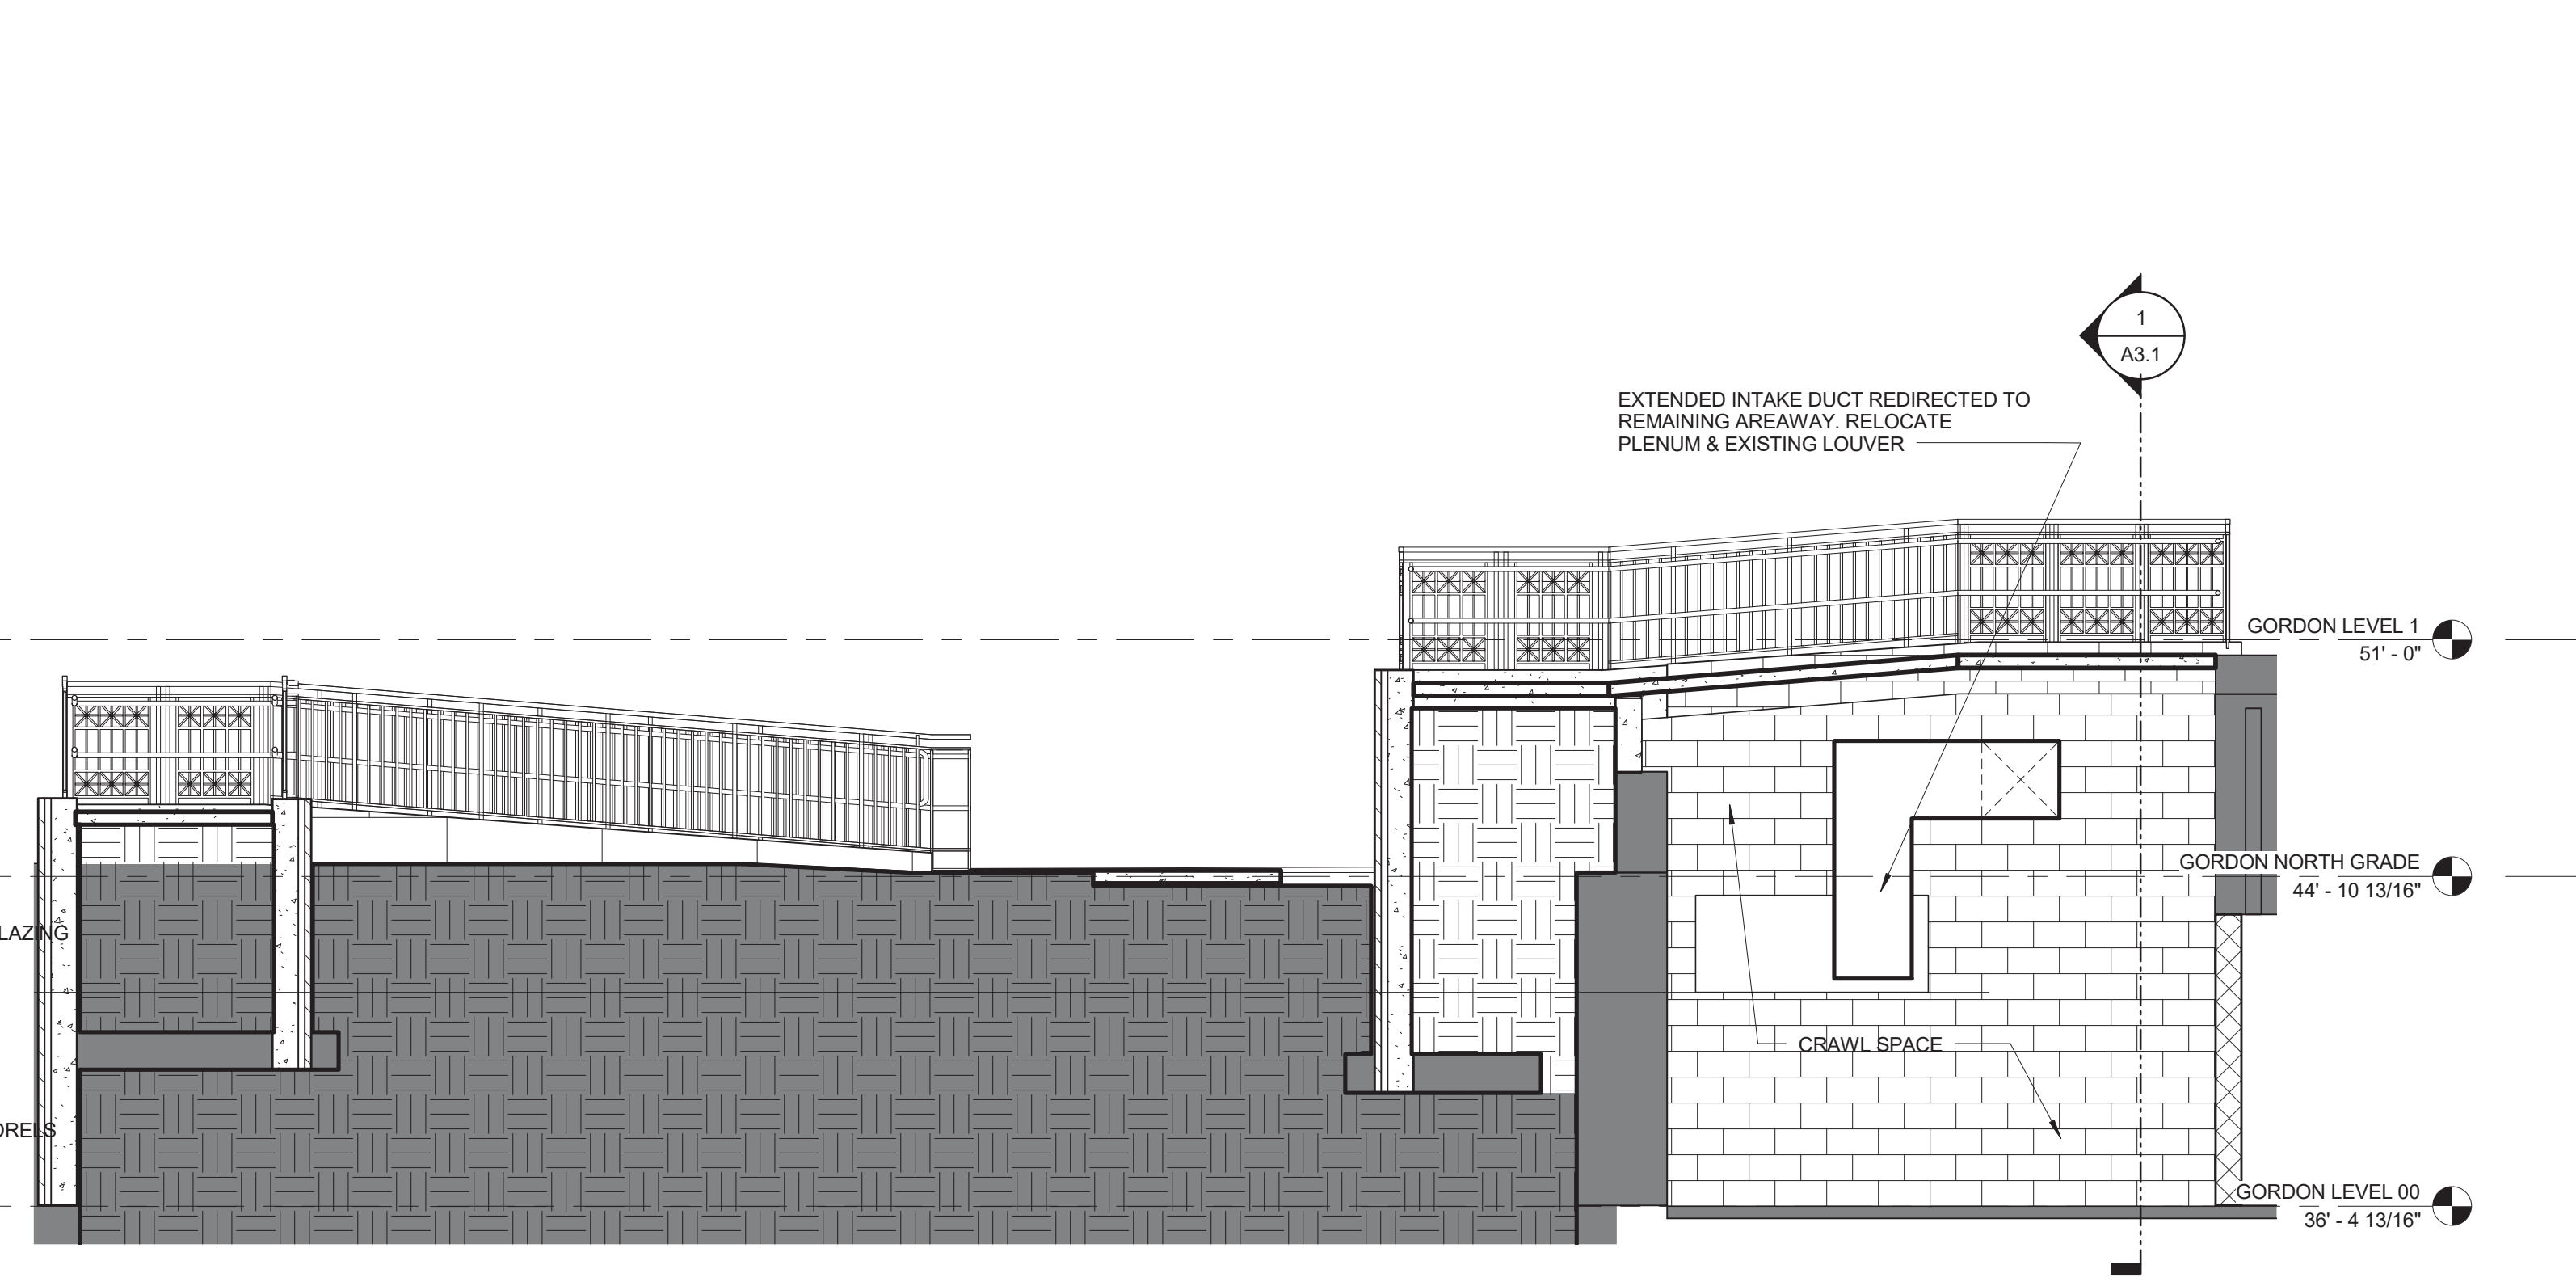 1
A3.1
EXTENDED INTAKE DUCT REDIRECTED TO
REMAINING AREAWAY. RELOCATE
PLENUM & EXISTING LOUVER
GORDON LEVEL 1
51' - 0"
GORDON NORTH GRADE
44' - 10 13/16"
LAZING
CRAWL SPACE
DRELS
GORDON LEVEL 00
36' - 4 13/16"